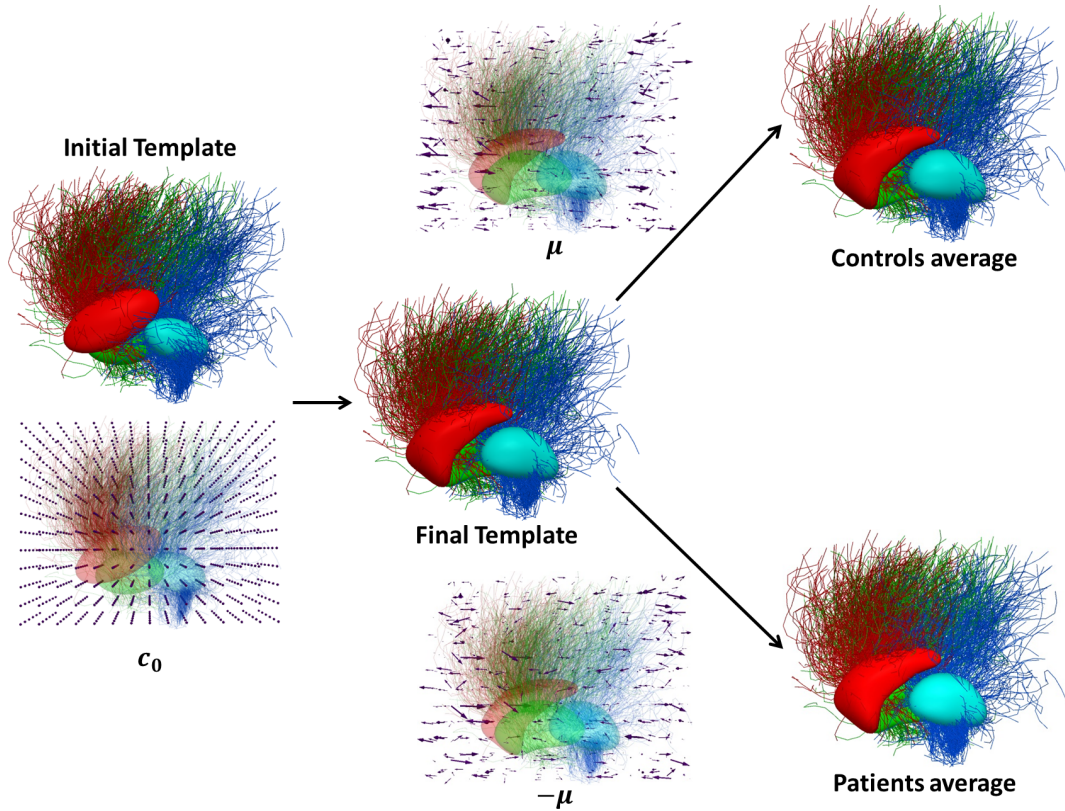 Initial Template
μ
Controls average
Final Template
c₀
-μ
Patients average